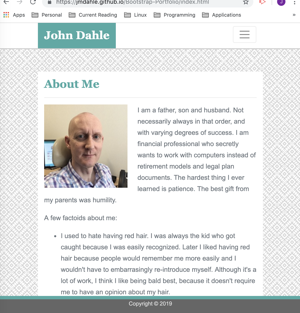 https://jmdahle.github.io/Bootstrap-Portfolio/index.html
Apps Personal Current Reading Linux Programming Applications »
John Dahle
About Me
I am a father, son and husband. Not
necessarily always in that order, and
with varying degrees of success. I am
financial professional who secretly
wants to work with computers instead of
retirement models and legal plan
documents. The hardest thing I ever
learned is patience. The best gift from
my parents was humility.
A few factoids about me:
• I used to hate having red hair. I was always the kid who got
caught because I was easily recognized. Later I liked having red
hair because people would remember me more easily and I
wouldn't have to embarrasingly re-introduce myself. Although it's a
lot of work, I think I like being bald best, because it doesn't require
me to have an opinion about my hair.
Copyright © 2019